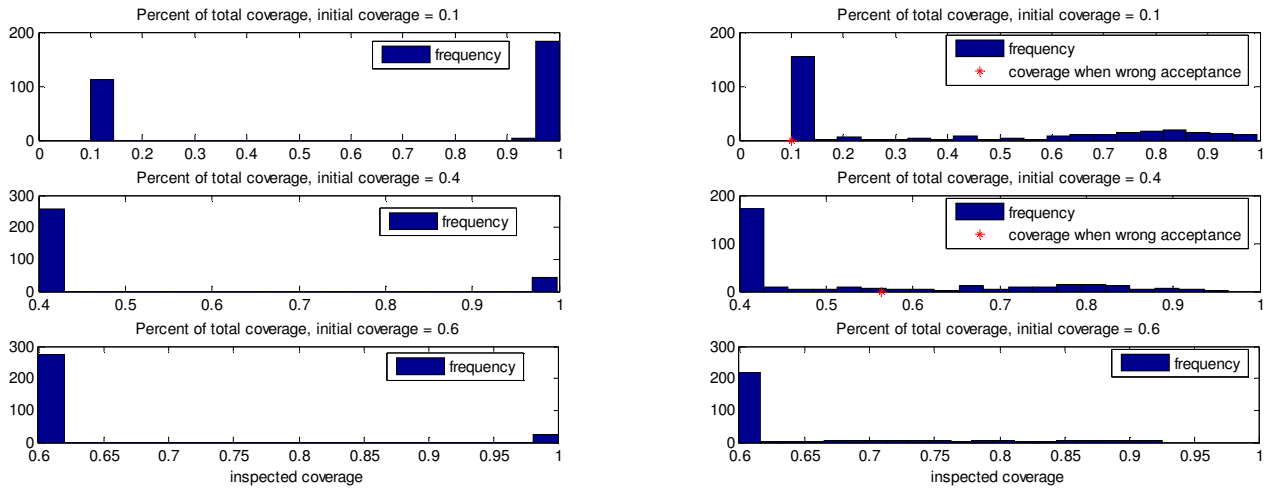 Percent of total coverage, initial coverage = 0.1
200
100
0
frequency
0 0.1 0.2 0.3 0.4 0.5 0.6 0.7 0.8 0.9 1
Percent of total coverage, initial coverage = 0.4
300
200
100
0
frequency
0.4 0.5 0.6 0.7 0.8 0.9 1
Percent of total coverage, initial coverage = 0.6
300
200
100
0
frequency
0.6 0.65 0.7 0.75 0.8 0.85 0.9 0.95 1
inspected coverage
Percent of total coverage, initial coverage = 0.1
200
100
0
frequency
coverage when wrong acceptance
0 0.1 0.2 0.3 0.4 0.5 0.6 0.7 0.8 0.9 1
Percent of total coverage, initial coverage = 0.4
200
100
0
frequency
coverage when wrong acceptance
0.4 0.5 0.6 0.7 0.8 0.9 1
Percent of total coverage, initial coverage = 0.6
300
200
100
0
frequency
0.6 0.65 0.7 0.75 0.8 0.85 0.9 0.95 1
inspected coverage